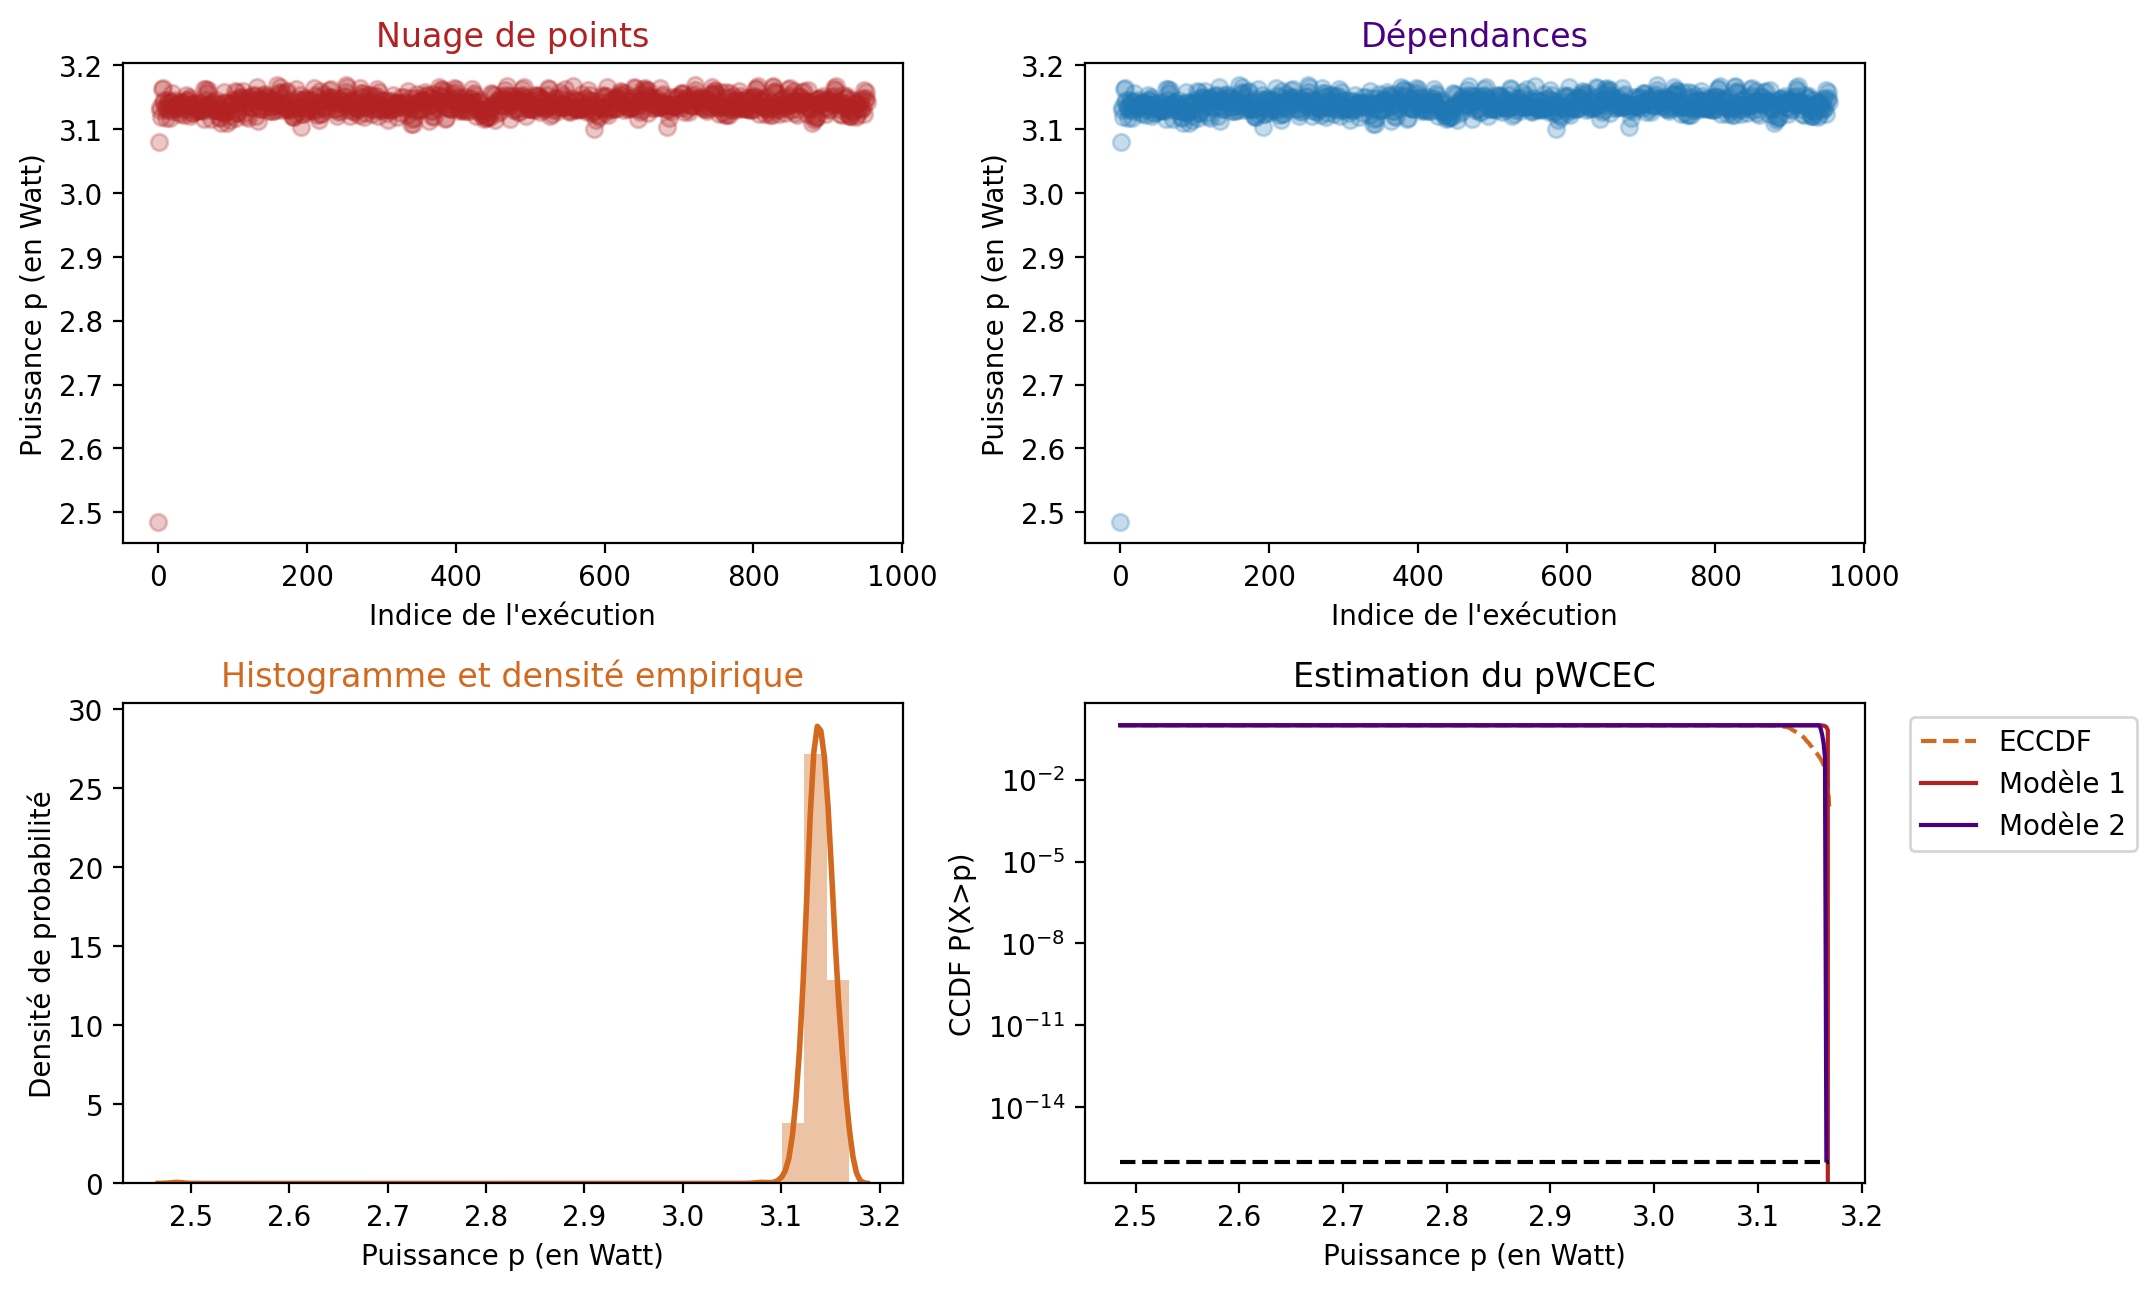 Nuage de points
Puissance p (en Watt)
3.2
3.1
3.0
2.9
2.8
2.7
2.6
2.5
0 200 400 600 800 1000
Indice de l'exécution
Dépendances
Puissance p (en Watt)
3.2
3.1
3.0
2.9
2.8
2.7
2.6
2.5
0 200 400 600 800 1000
Indice de l'exécution
Histogramme et densité empirique
Densité de probabilité
30
25
20
15
10
5
0
2.5 2.6 2.7 2.8 2.9 3.0 3.1 3.2
Puissance p (en Watt)
Estimation du pWCEC
CCDF P(X>p)
10⁻²
10⁻⁵
10⁻⁸
10⁻¹¹
10⁻¹⁴
2.5 2.6 2.7 2.8 2.9 3.0 3.1 3.2
Puissance p (en Watt)
ECCDF
Modèle 1
Modèle 2